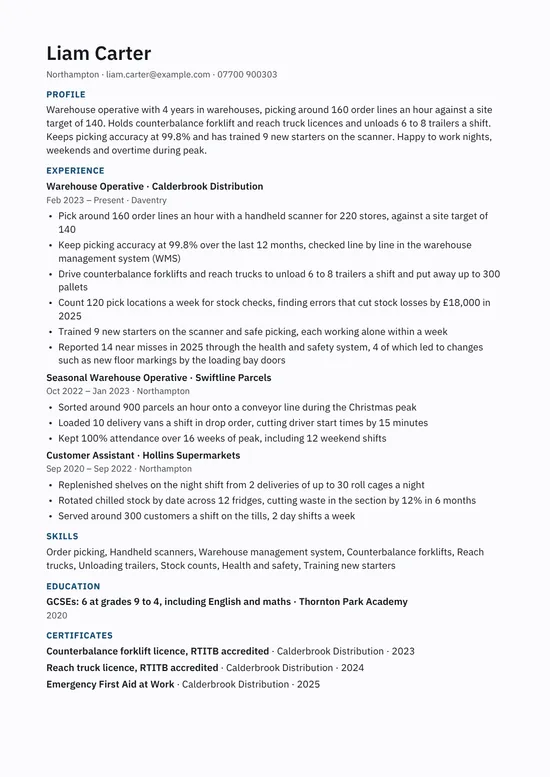 Liam Carter
Northampton · liam.carter@example.com · 07700 900303
PROFILE
Warehouse operative with 4 years in warehouses, picking around 160 order lines an hour against a site
target of 140. Holds counterbalance forklift and reach truck licences and unloads 6 to 8 trailers a shift.
Keeps picking accuracy at 99.8% and has trained 9 new starters on the scanner. Happy to work nights,
weekends and overtime during peak.
EXPERIENCE
Warehouse Operative · Calderbrook Distribution
Feb 2023 – Present · Daventry
• Pick around 160 order lines an hour with a handheld scanner for 220 stores, against a site target of
140
• Keep picking accuracy at 99.8% over the last 12 months, checked line by line in the warehouse
management system (WMS)
• Drive counterbalance forklifts and reach trucks to unload 6 to 8 trailers a shift and put away up to 300
pallets
• Count 120 pick locations a week for stock checks, finding errors that cut stock losses by £18,000 in
2025
• Trained 9 new starters on the scanner and safe picking, each working alone within a week
• Reported 14 near misses in 2025 through the health and safety system, 4 of which led to changes
such as new floor markings by the loading bay doors
Seasonal Warehouse Operative · Swiftline Parcels
Oct 2022 – Jan 2023 · Northampton
• Sorted around 900 parcels an hour onto a conveyor line during the Christmas peak
• Loaded 10 delivery vans a shift in drop order, cutting driver start times by 15 minutes
• Kept 100% attendance over 16 weeks of peak, including 12 weekend shifts
Customer Assistant · Hollins Supermarkets
Sep 2020 – Sep 2022 · Northampton
• Replenished shelves on the night shift from 2 deliveries of up to 30 roll cages a night
• Rotated chilled stock by date across 12 fridges, cutting waste in the section by 12% in 6 months
• Served around 300 customers a shift on the tills, 2 day shifts a week
SKILLS
Order picking, Handheld scanners, Warehouse management system, Counterbalance forklifts, Reach
trucks, Unloading trailers, Stock counts, Health and safety, Training new starters
EDUCATION
GCSEs: 6 at grades 9 to 4, including English and maths · Thornton Park Academy
2020
CERTIFICATES
Counterbalance forklift licence, RTITB accredited · Calderbrook Distribution · 2023
Reach truck licence, RTITB accredited · Calderbrook Distribution · 2024
Emergency First Aid at Work · Calderbrook Distribution · 2025